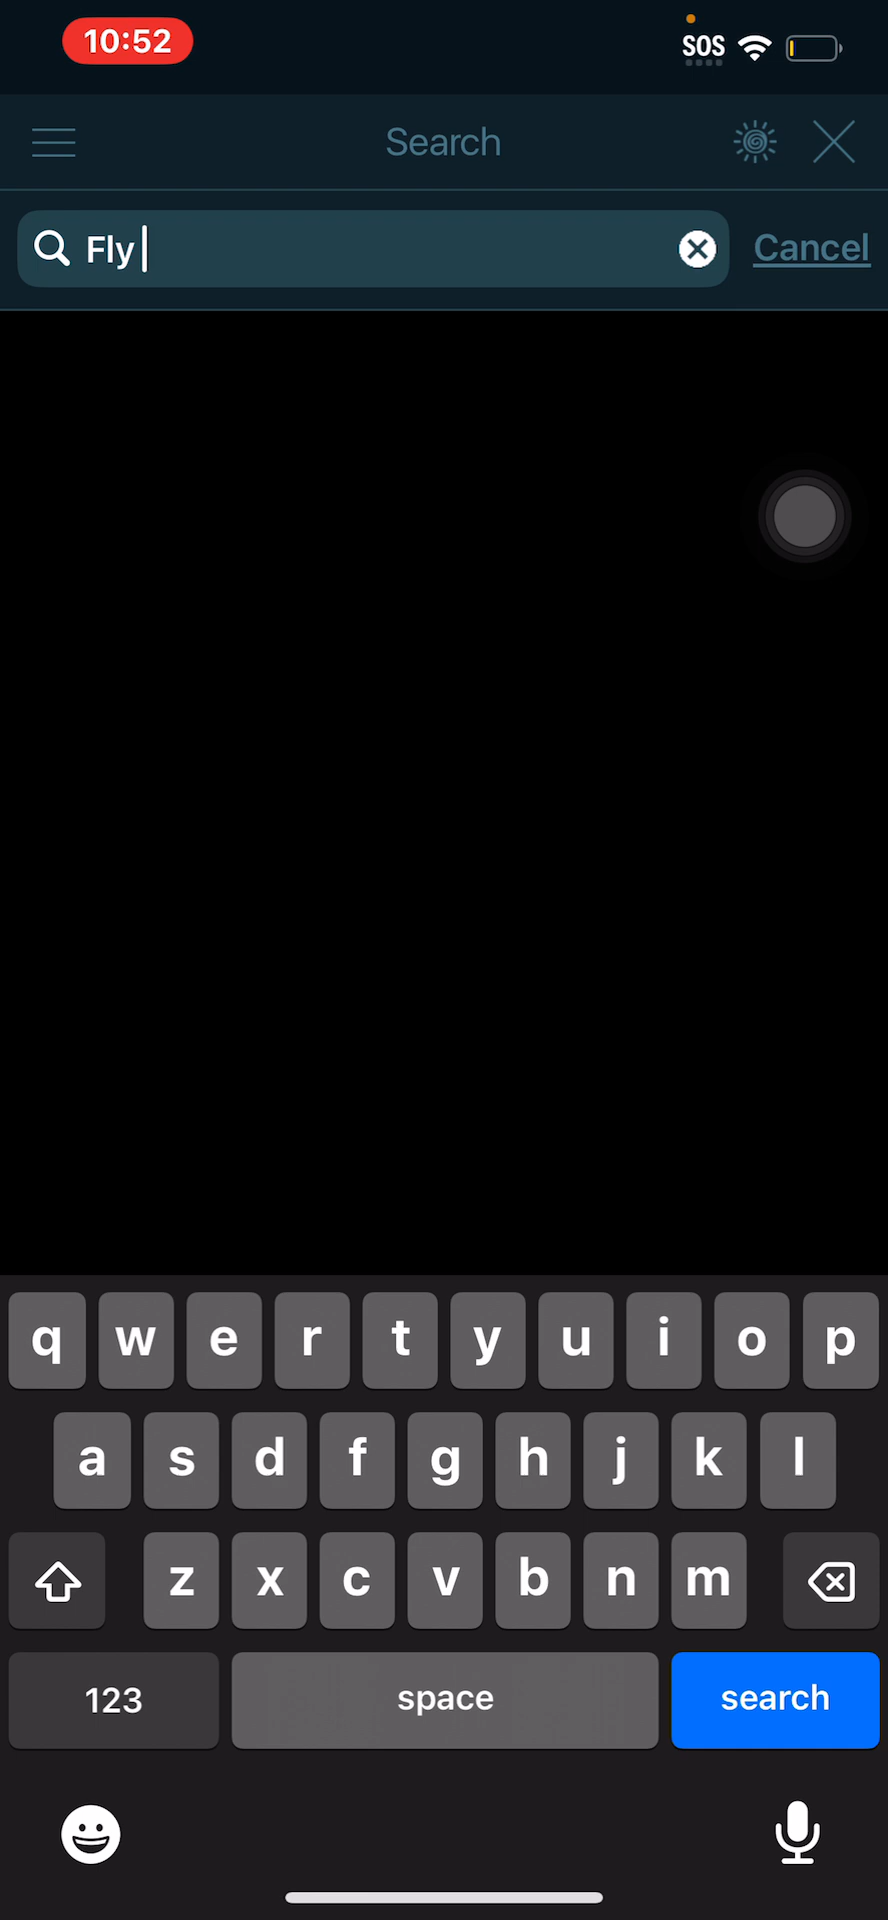 10:52
SOS
Search
Fly
Cancel
q w e r t y u i o p
a s d f g h j k l
z x c v b n m
123 space search